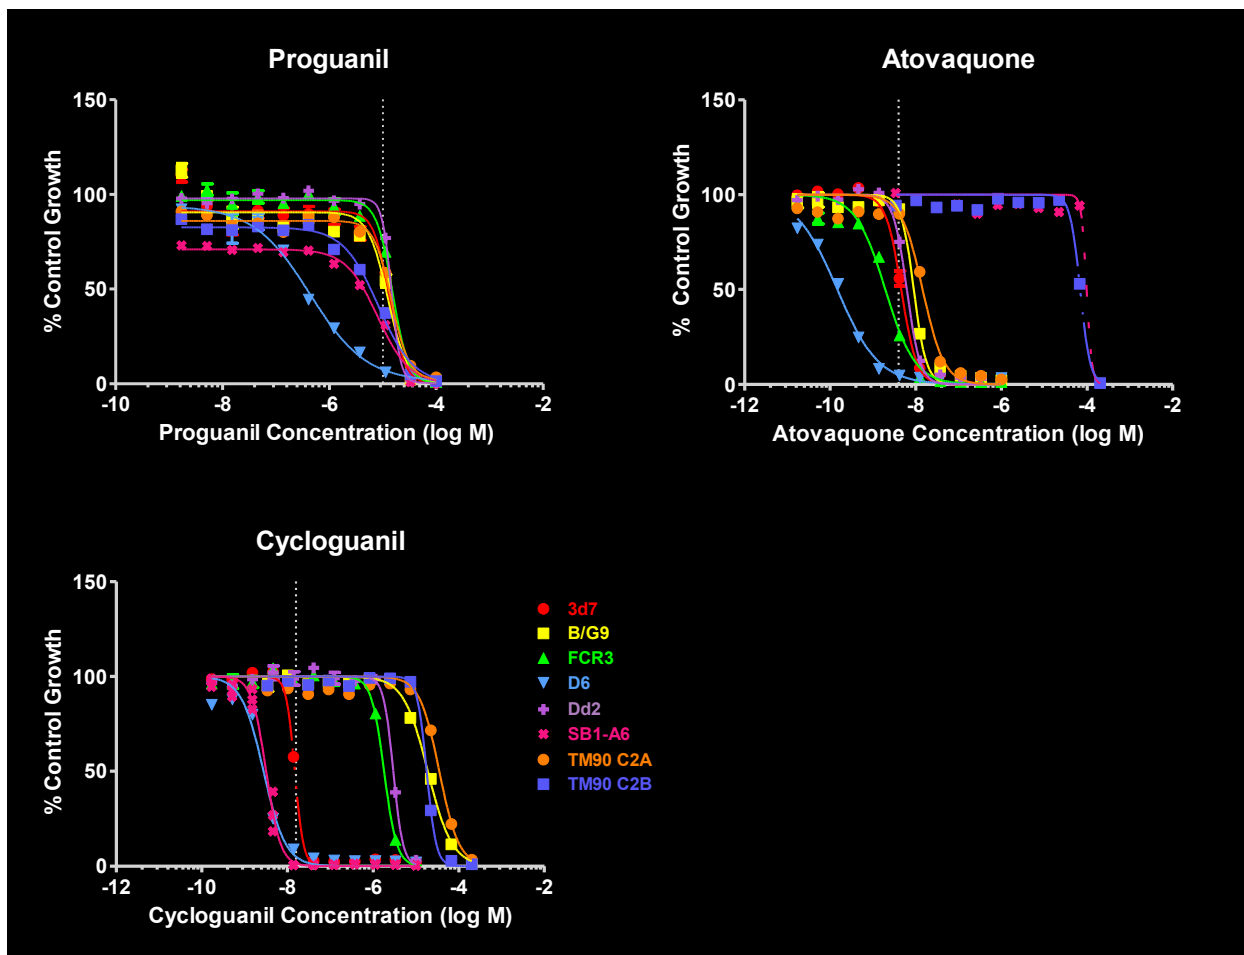 Proguanil
150
100
50
0
% Control Growth
-10
-8
-6
-4
-2
Proguanil Concentration (log M)
Atovaquone
150
100
50
0
% Control Growth
-12
-10
-8
-6
-4
-2
Atovaquone Concentration (log M)
Cycloguanil
150
100
50
0
% Control Growth
-12
-10
-8
-6
-4
-2
Cycloguanil Concentration (log M)
3d7
B/G9
FCR3
D6
Dd2
SB1-A6
TM90 C2A
TM90 C2B